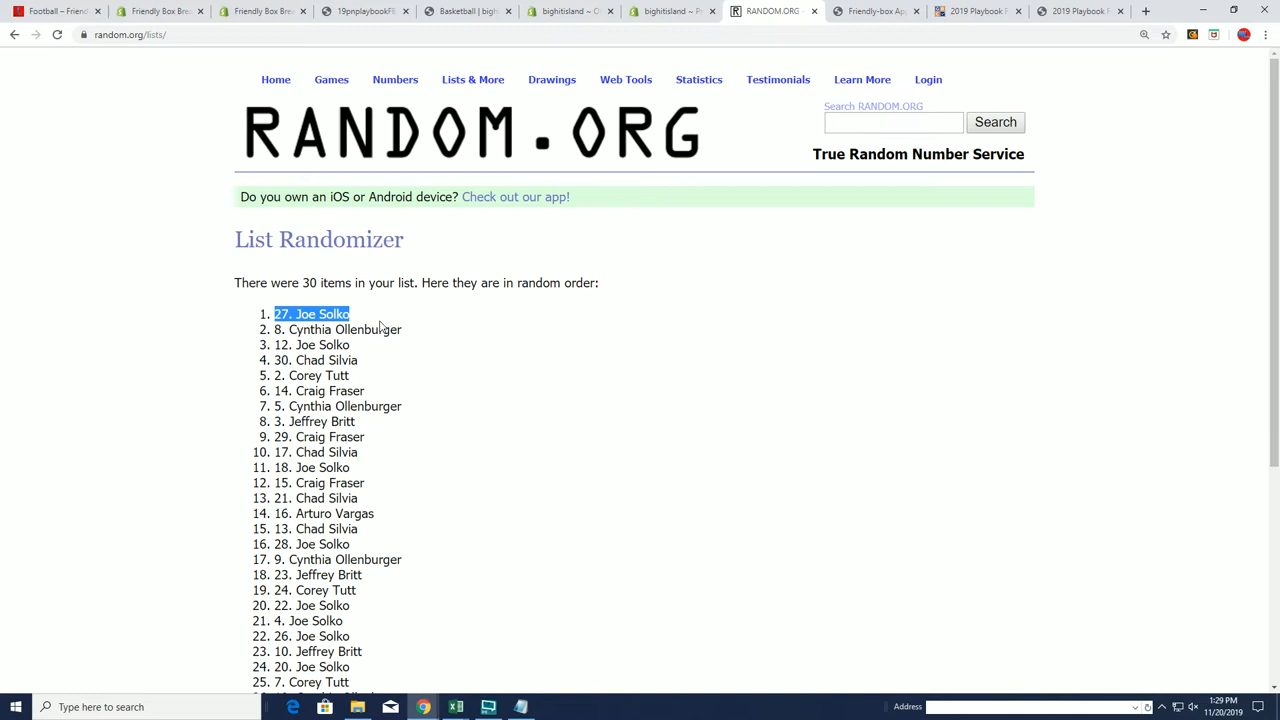 Football – Friend
Friendly Box Bre
Friendly Box Bre
19pnplaybookFB
Basketball | bigh
bighitisland ~ C
bighitisland ~ P
RANDOM.ORG
Friendly-box Ap
2019 Playbook F
2019 Playbook F
random.org/lists/
Home Games Numbers Lists & More Drawings Web Tools Statistics Testimonials Learn More Login
RANDOM.ORG
Search RANDOM.ORG
Search
True Random Number Service
Do you own an iOS or Android device? Check out our app!
List Randomizer
There were 30 items in your list. Here they are in random order:
1. 27. Joe Solko
2. 8. Cynthia Ollenburger
3. 12. Joe Solko
4. 30. Chad Silvia
5. 2. Corey Tutt
6. 14. Craig Fraser
7. 5. Cynthia Ollenburger
8. 3. Jeffrey Britt
9. 29. Craig Fraser
10. 17. Chad Silvia
11. 18. Joe Solko
12. 15. Craig Fraser
13. 21. Chad Silvia
14. 16. Arturo Vargas
15. 13. Chad Silvia
16. 28. Joe Solko
17. 9. Cynthia Ollenburger
18. 23. Jeffrey Britt
19. 24. Corey Tutt
20. 22. Joe Solko
21. 4. Joe Solko
22. 26. Joe Solko
23. 10. Jeffrey Britt
24. 20. Joe Solko
25. 7. Corey Tutt
Type here to search
Address
1:29 PM
11/20/2019